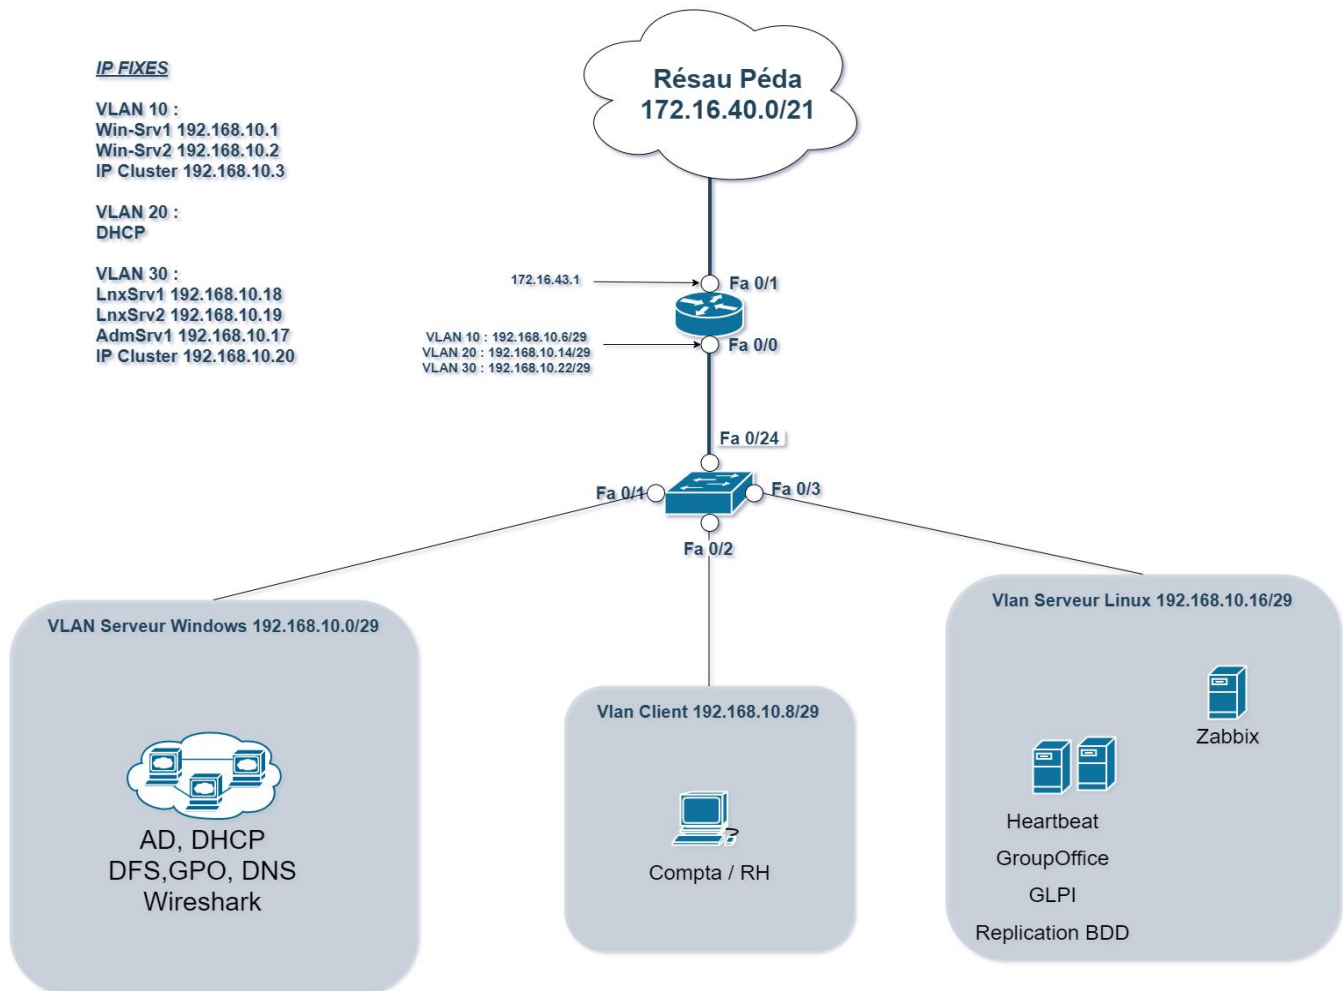 IP FIXES
VLAN 10 :
Win-Srv1 192.168.10.1
Win-Srv2 192.168.10.2
IP Cluster 192.168.10.3
VLAN 20 :
DHCP
VLAN 30 :
LnxSrv1 192.168.10.18
LnxSrv2 192.168.10.19
AdmSrv1 192.168.10.17
IP Cluster 192.168.10.20
Résau Péda
172.16.40.0/21
172.16.43.1
Fa 0/1
VLAN 10 : 192.168.10.6/29
VLAN 20 : 192.168.10.14/29
VLAN 30 : 192.168.10.22/29
Fa 0/0
Fa 0/24
Fa 0/1
Fa 0/3
Fa 0/2
VLAN Serveur Windows 192.168.10.0/29
AD, DHCP
DFS,GPO, DNS
Wireshark
Vlan Client 192.168.10.8/29
Compta / RH
Vlan Serveur Linux 192.168.10.16/29
Zabbix
Heartbeat
GroupOffice
GLPI
Replication BDD